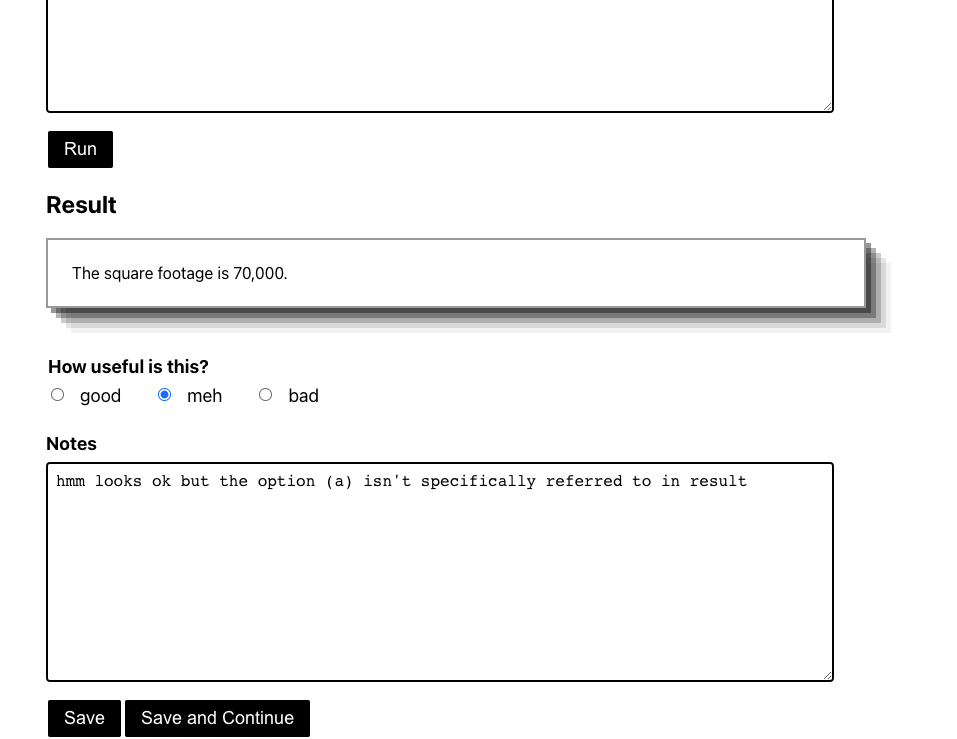 Run
Result
The square footage is 70,000.
How useful is this?
good meh bad
Notes
hmm looks ok but the option (a) isn't specifically referred to in result
Save Save and Continue